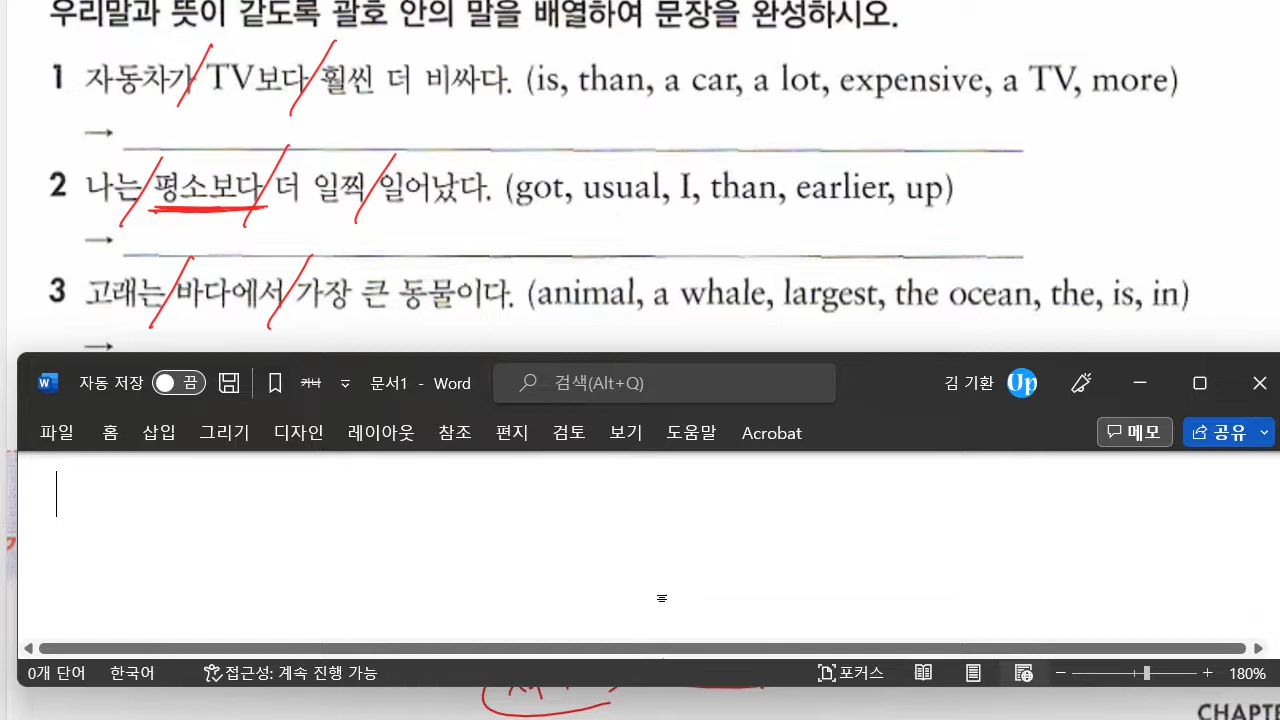 우리말과 뜻이 같도록 괄호 안의 말을 배열하여 문장을 완성하시오.
1 자동차가 TV보다 훨씬 더 비싸다. (is, than, a car, a lot, expensive, a TV, more)
→
2 나는 평소보다 더 일찍 일어났다. (got, usual, I, than, earlier, up)
→
3 고래는 바다에서 가장 큰 동물이다. (animal, a whale, largest, the ocean, the, is, in)
→
자동 저장 끔 문서1 - Word 검색(Alt+Q) 김 기환 Up
파일 홈 삽입 그리기 디자인 레이아웃 참조 편지 검토 보기 도움말 Acrobat 메모 공유
0개 단어 한국어 접근성: 계속 진행 가능 포커스 180%